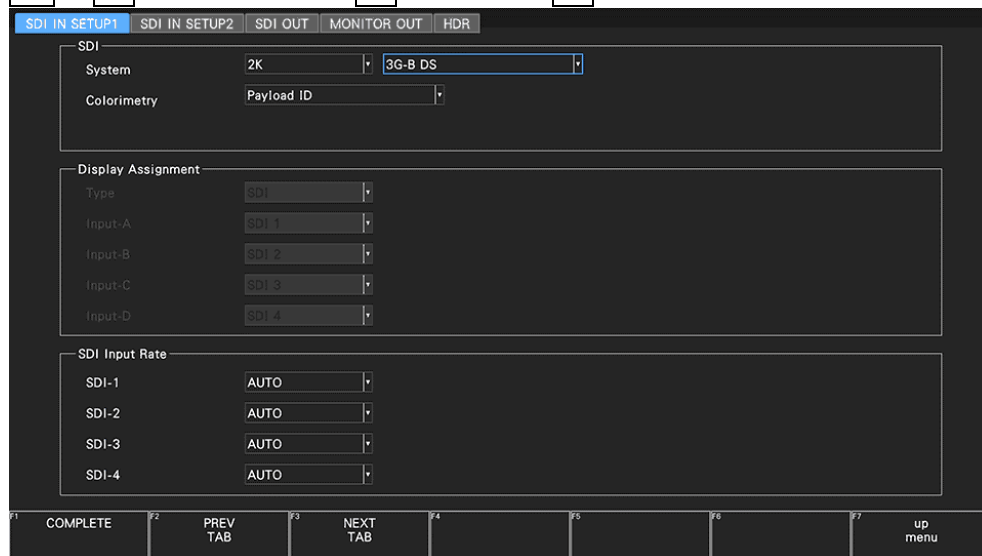 SDI IN SETUP1 SDI IN SETUP2 SDI OUT MONITOR OUT HDR
SDI
System 2K 3G-B DS
Colorimetry Payload ID
Display Assignment
Type SDI
Input-A SDI 1
Input-B SDI 2
Input-C SDI 3
Input-D SDI 4
SDI Input Rate
SDI-1 AUTO
SDI-2 AUTO
SDI-3 AUTO
SDI-4 AUTO
F1 COMPLETE F2 PREV TAB F3 NEXT TAB F4 F5 F6 F7 up menu